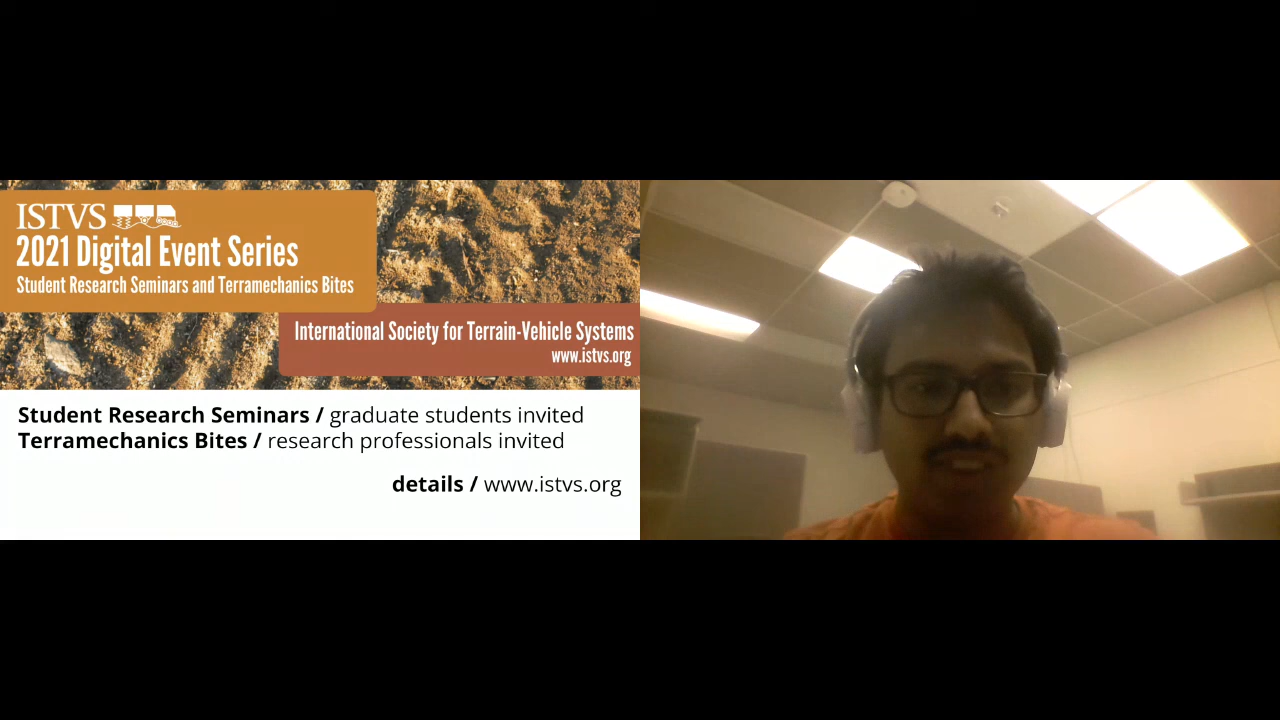 ISTVS
2021 Digital Event Series
Student Research Seminars and Terramechanics Bites
International Society for Terrain-Vehicle Systems
www.istvs.org
Student Research Seminars / graduate students invited
Terramechanics Bites / research professionals invited
details / www.istvs.org